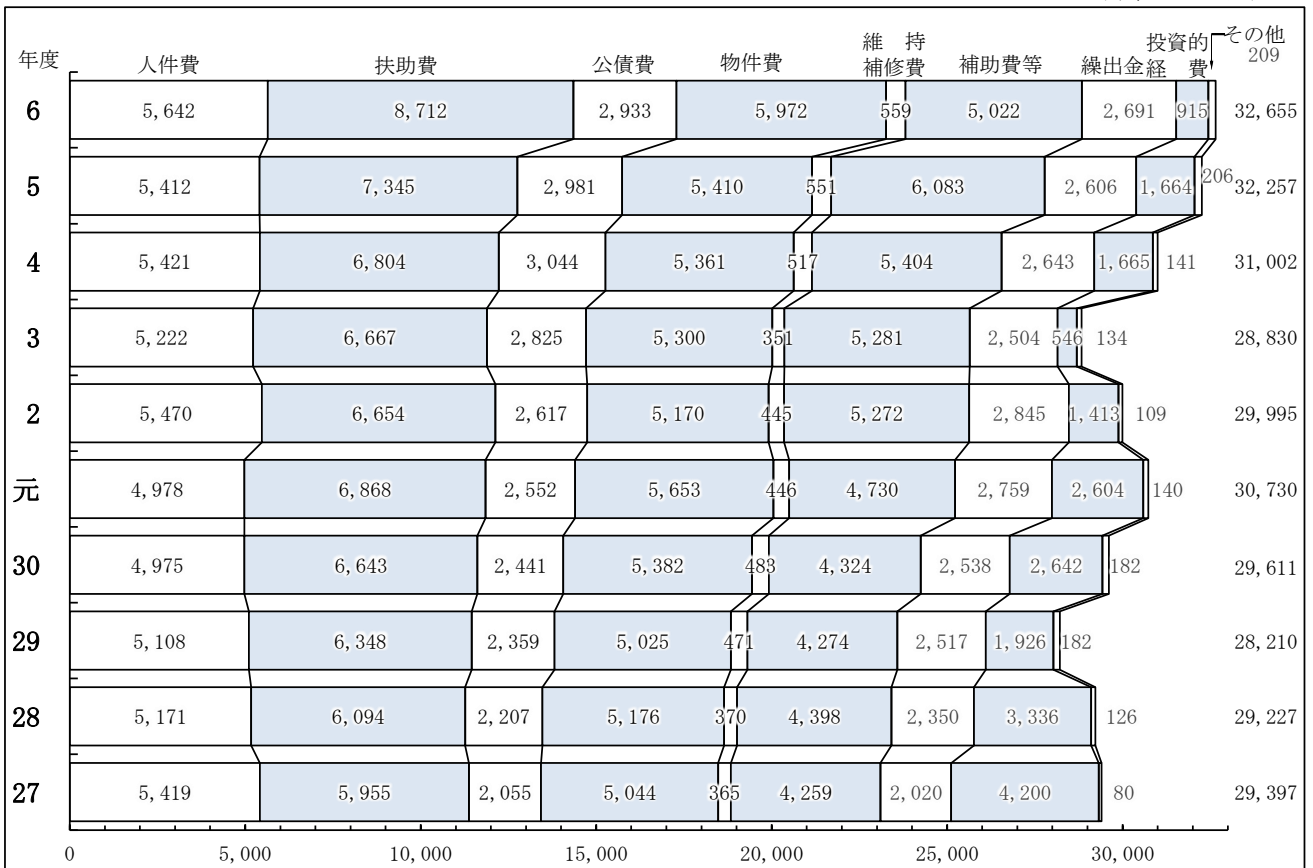 年度 人件費 扶助費 公債費 物件費 維持補修費 補助費等 繰出金 投資的経費 その他
6 5,642 8,712 2,933 5,972 559 5,022 2,691 915 209 32,655
5 5,412 7,345 2,981 5,410 551 6,083 2,606 1,664 206 32,257
4 5,421 6,804 3,044 5,361 517 5,404 2,643 1,665 141 31,002
3 5,222 6,667 2,825 5,300 351 5,281 2,504 546 134 28,830
2 5,470 6,654 2,617 5,170 445 5,272 2,845 1,413 109 29,995
元 4,978 6,868 2,552 5,653 446 4,730 2,759 2,604 140 30,730
30 4,975 6,643 2,441 5,382 483 4,324 2,538 2,642 182 29,611
29 5,108 6,348 2,359 5,025 471 4,274 2,517 1,926 182 28,210
28 5,171 6,094 2,207 5,176 370 4,398 2,350 3,336 126 29,227
27 5,419 5,955 2,055 5,044 365 4,259 2,020 4,200 80 29,397
0 5,000 10,000 15,000 20,000 25,000 30,000